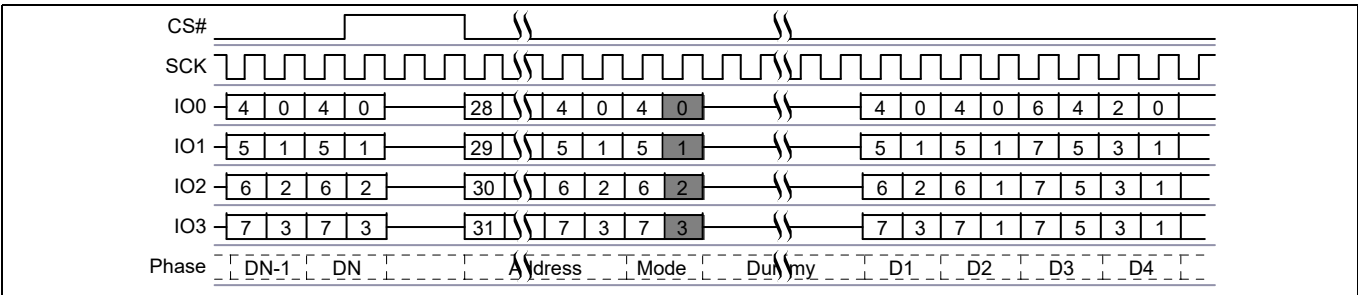 CS#
SCK
IO0 4 0 4 0 28 4 0 4 0 4 0 4 0 6 4 2 0
IO1 5 1 5 1 29 5 1 5 1 5 1 5 1 7 5 3 1
IO2 6 2 6 2 30 6 2 6 2 6 2 6 1 7 5 3 1
IO3 7 3 7 3 31 7 3 7 3 7 3 7 1 7 5 3 1
Phase DN-1 DN Address Mode Dummy D1 D2 D3 D4